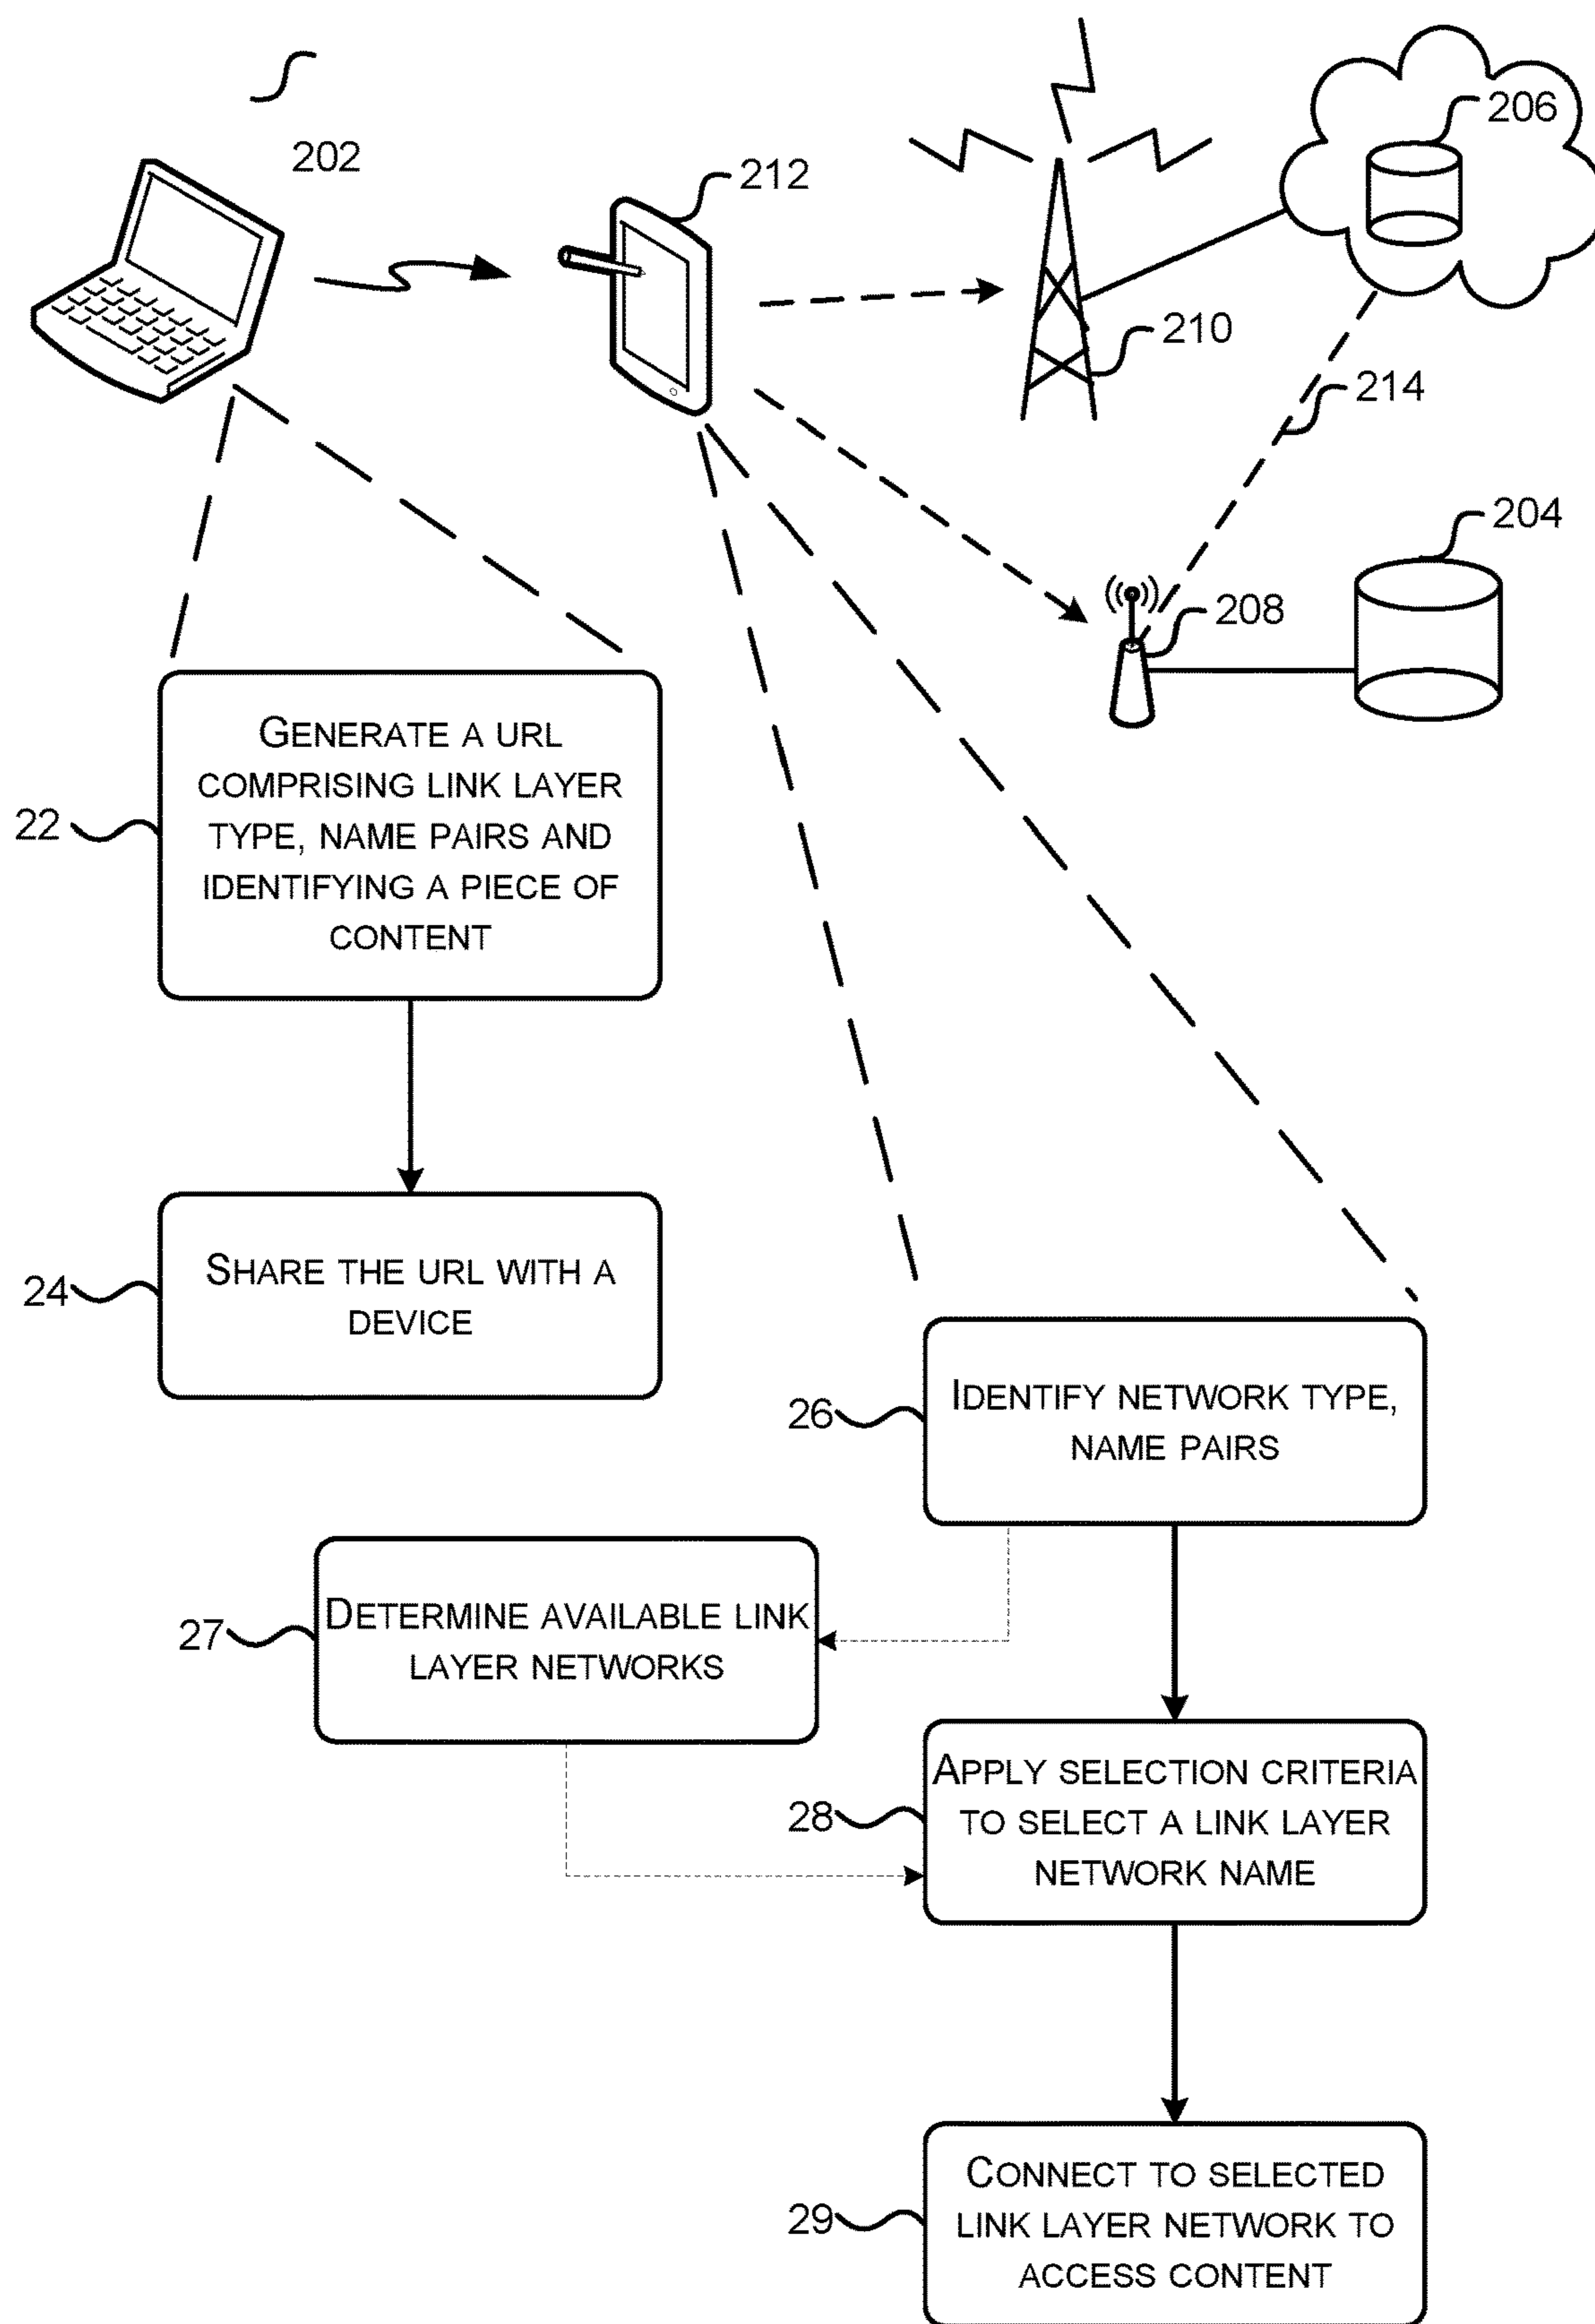 206
202
212
210
214
204
208
GENERATE A URL
COMPRISING LINK LAYER
TYPE, NAME PAIRS AND
IDENTIFYING A PIECE OF
CONTENT
22
SHARE THE URL WITH A
DEVICE
24
IDENTIFY NETWORK TYPE,
NAME PAIRS
26
DETERMINE AVAILABLE LINK
LAYER NETWORKS
27
APPLY SELECTION CRITERIA
TO SELECT A LINK LAYER
NETWORK NAME
28
CONNECT TO SELECTED
LINK LAYER NETWORK TO
ACCESS CONTENT
29